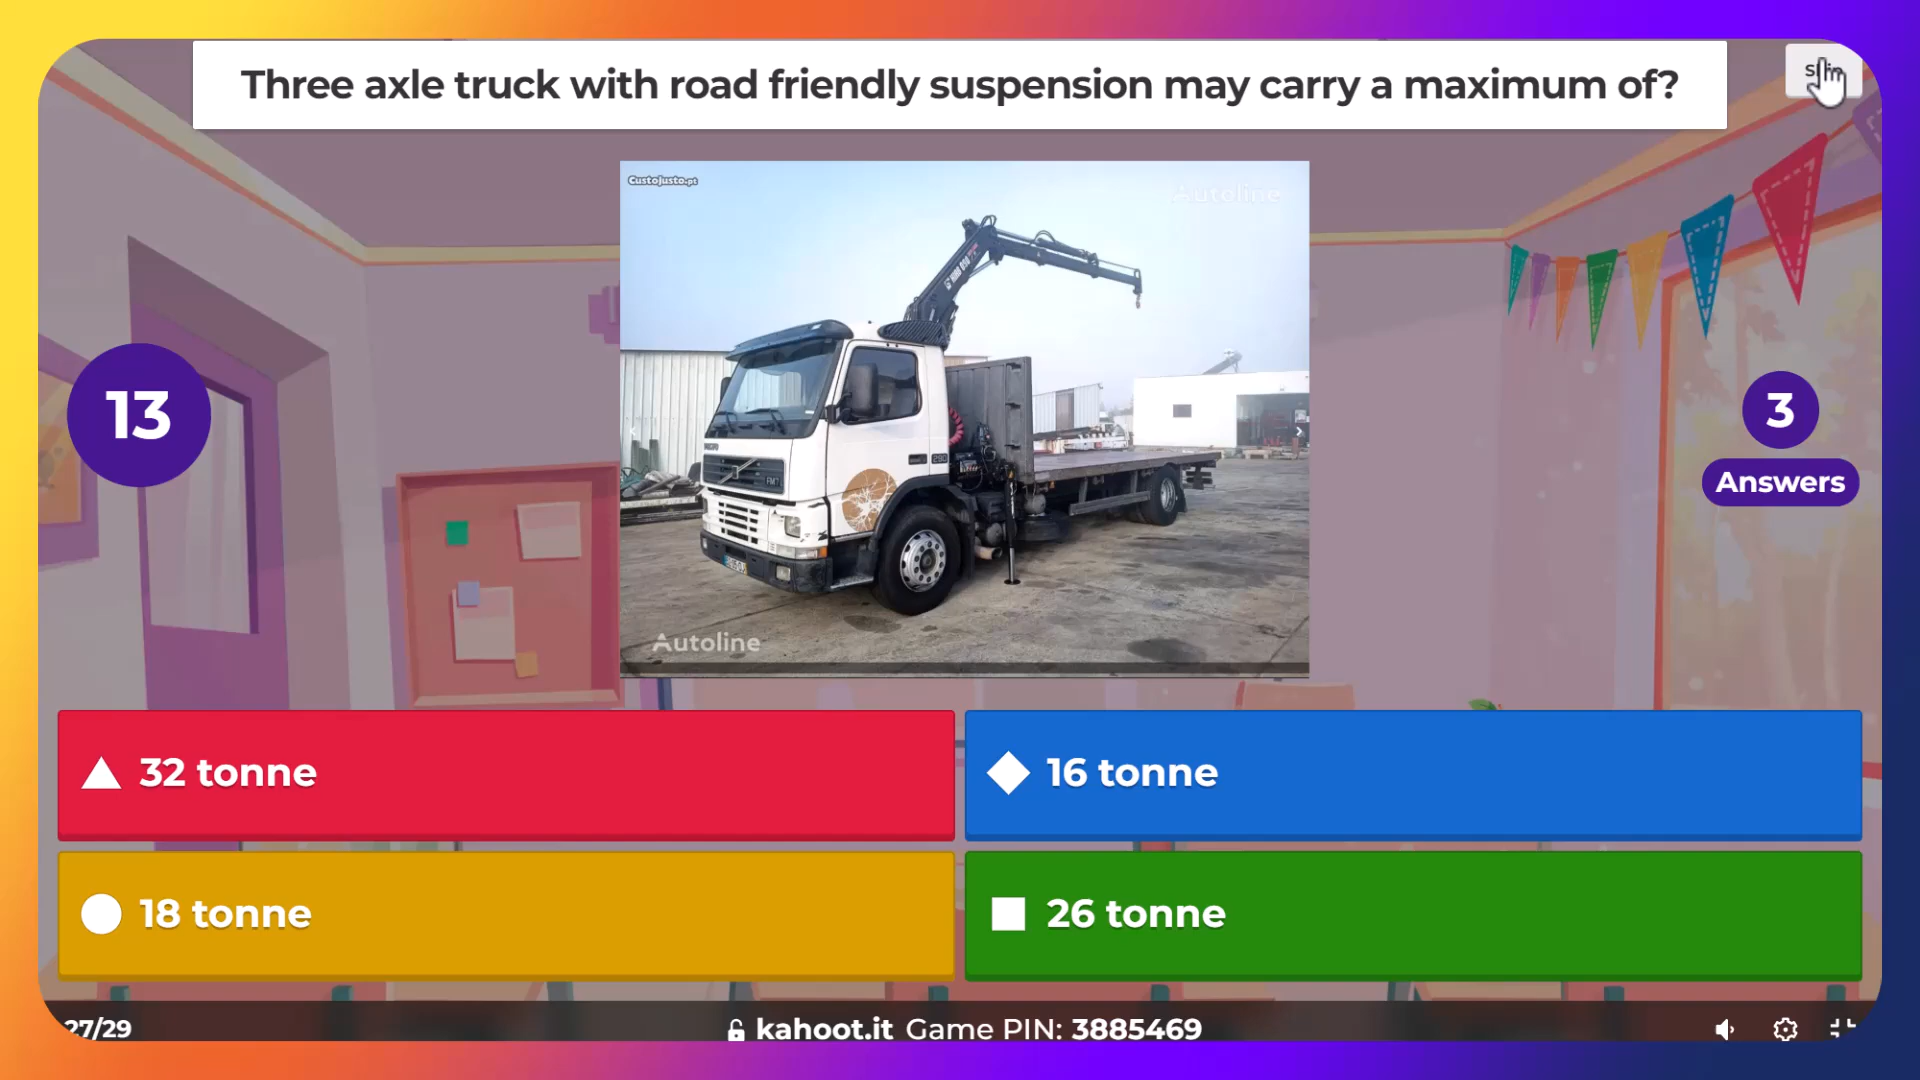 Three axle truck with road friendly suspension may carry a maximum of?
CustoJusto.pt
Autoline
13
3
Answers
Autoline
32 tonne
16 tonne
18 tonne
26 tonne
27/29
kahoot.it Game PIN: 3885469